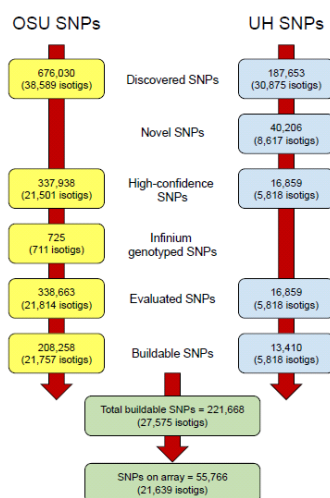 OSU SNPs
UH SNPs
676,030
(38,589 isotigs)
Discovered SNPs
187,653
(30,875 isotigs)
Novel SNPs
40,206
(8,617 isotigs)
337,938
(21,501 isotigs)
High-confidence
SNPs
16,859
(5,818 isotigs)
725
(711 isotigs)
Infinium
genotyped SNPs
338,663
(21,814 isotigs)
Evaluated SNPs
16,859
(5,818 isotigs)
208,258
(21,757 isotigs)
Buildable SNPs
13,410
(5,818 isotigs)
Total buildable SNPs = 221,668
(27,575 isotigs)
SNPs on array = 55,766
(21,639 isotigs)